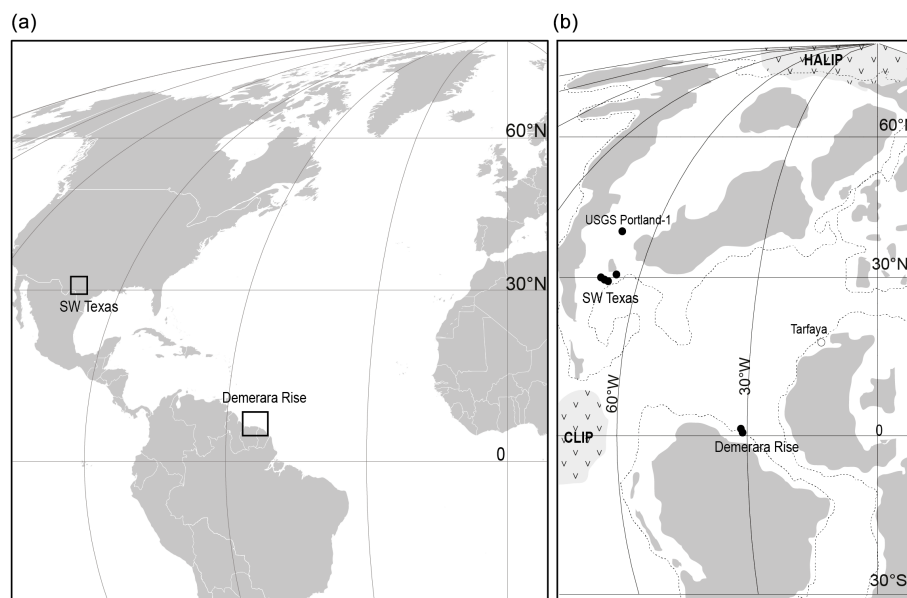 (a)
60°N
30°N
SW Texas
Demerara Rise
0
(b)
HALIP
60°N
USGS Portland-1
30°N
SW Texas
Tarfaya
60°W
30°W
CLIP
0
Demerara Rise
30°S